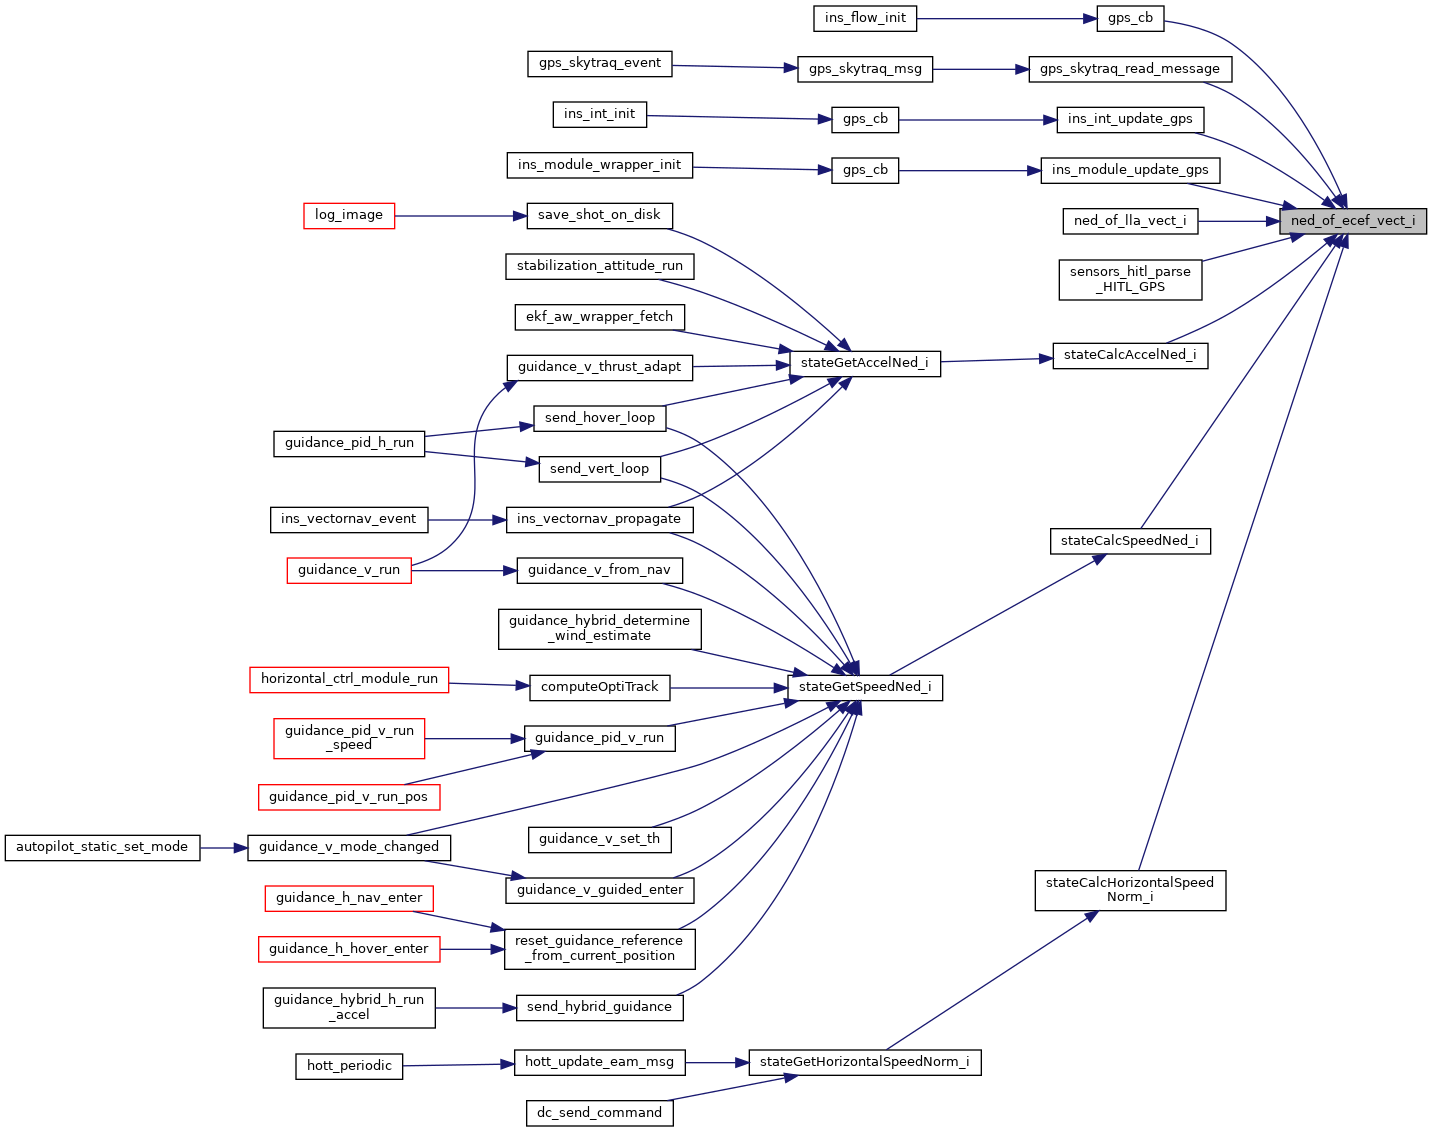 ins_flow_init
gps_cb
gps_skytraq_event
gps_skytraq_msg
gps_skytraq_read_message
ins_int_init
gps_cb
ins_int_update_gps
ins_module_wrapper_init
gps_cb
ins_module_update_gps
log_image
save_shot_on_disk
ned_of_lla_vect_i
ned_of_ecef_vect_i
stabilization_attitude_run
sensors_hitl_parse
_HITL_GPS
ekf_aw_wrapper_fetch
guidance_v_thrust_adapt
stateGetAccelNed_i
stateCalcAccelNed_i
send_hover_loop
guidance_pid_h_run
send_vert_loop
ins_vectornav_event
ins_vectornav_propagate
stateCalcSpeedNed_i
guidance_v_run
guidance_v_from_nav
guidance_hybrid_determine
_wind_estimate
horizontal_ctrl_module_run
computeOptiTrack
stateGetSpeedNed_i
guidance_pid_v_run
_speed
guidance_pid_v_run
guidance_pid_v_run_pos
autopilot_static_set_mode
guidance_v_mode_changed
guidance_v_set_th
guidance_v_guided_enter
stateCalcHorizontalSpeed
Norm_i
guidance_h_nav_enter
guidance_h_hover_enter
reset_guidance_reference
_from_current_position
guidance_hybrid_h_run
_accel
send_hybrid_guidance
hott_periodic
hott_update_eam_msg
stateGetHorizontalSpeedNorm_i
dc_send_command